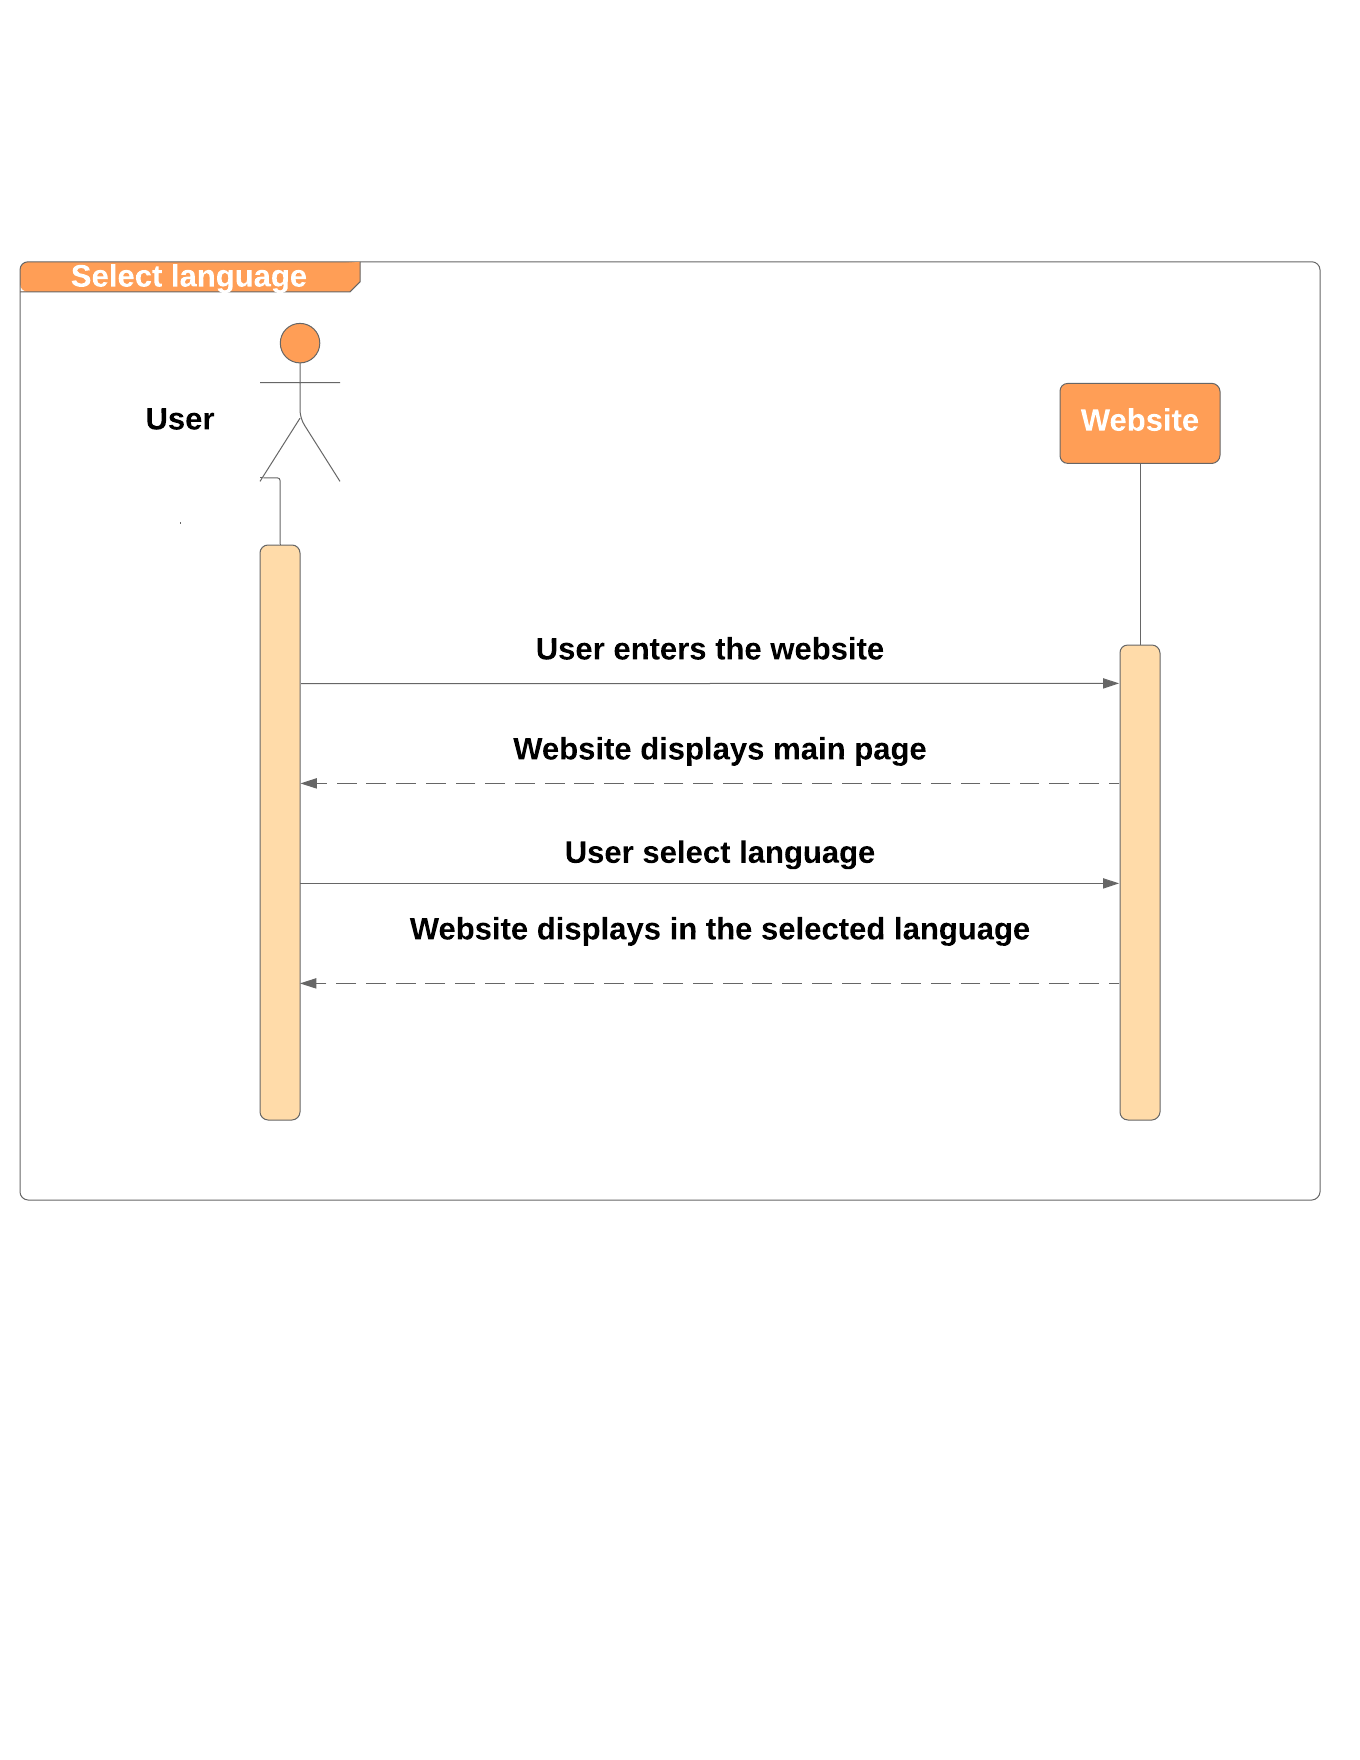 Select language
User
Website
User enters the website
Website displays main page
User select language
Website displays in the selected language